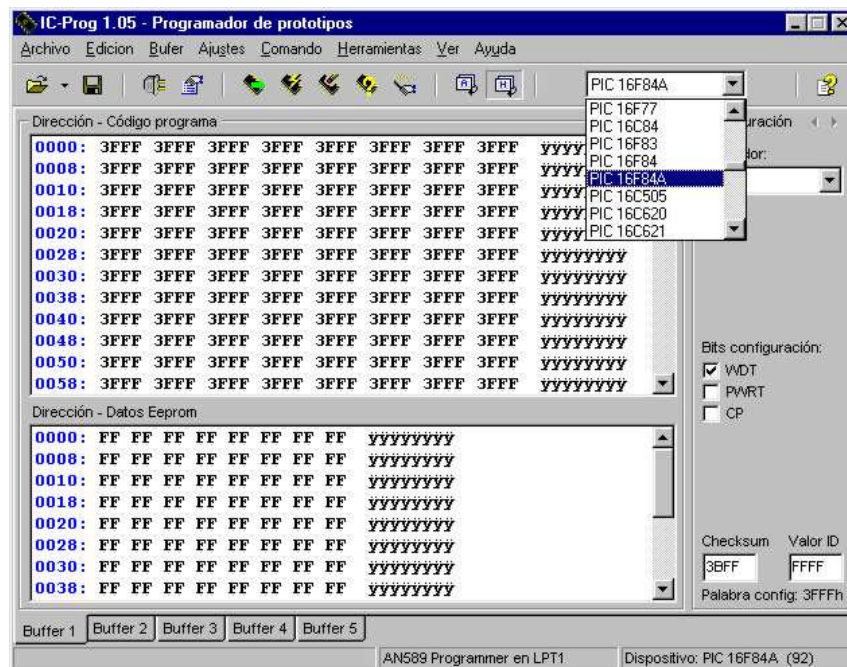 IC-Prog 1.05 - Programador de prototipos
Archivo Edicion Bufer Ajustes Comando Herramientas Ver Ayuda
PIC 16F84A
PIC 16F77
PIC 16C84
PIC 16F83
PIC 16F84
PIC 16F84A
PIC 16C505
PIC 16C620
PIC 16C621
Dirección - Código programa
0000: 3FFF 3FFF 3FFF 3FFF 3FFF 3FFF 3FFF 3FFF ÿÿÿÿ
0008: 3FFF 3FFF 3FFF 3FFF 3FFF 3FFF 3FFF 3FFF ÿÿÿÿ
0010: 3FFF 3FFF 3FFF 3FFF 3FFF 3FFF 3FFF 3FFF ÿÿÿÿ
0018: 3FFF 3FFF 3FFF 3FFF 3FFF 3FFF 3FFF 3FFF ÿÿÿÿ
0020: 3FFF 3FFF 3FFF 3FFF 3FFF 3FFF 3FFF 3FFF ÿÿÿÿ
0028: 3FFF 3FFF 3FFF 3FFF 3FFF 3FFF 3FFF 3FFF ÿÿÿÿÿÿÿÿ
0030: 3FFF 3FFF 3FFF 3FFF 3FFF 3FFF 3FFF 3FFF ÿÿÿÿÿÿÿÿ
0038: 3FFF 3FFF 3FFF 3FFF 3FFF 3FFF 3FFF 3FFF ÿÿÿÿÿÿÿÿ
0040: 3FFF 3FFF 3FFF 3FFF 3FFF 3FFF 3FFF 3FFF ÿÿÿÿÿÿÿÿ
0048: 3FFF 3FFF 3FFF 3FFF 3FFF 3FFF 3FFF 3FFF ÿÿÿÿÿÿÿÿ
0050: 3FFF 3FFF 3FFF 3FFF 3FFF 3FFF 3FFF 3FFF ÿÿÿÿÿÿÿÿ
0058: 3FFF 3FFF 3FFF 3FFF 3FFF 3FFF 3FFF 3FFF ÿÿÿÿÿÿÿÿ
uración
dor:
Bits configuración:
WDT
PWRT
CP
Dirección - Datos Eeprom
0000: FF FF FF FF FF FF FF FF ÿÿÿÿÿÿÿÿ
0008: FF FF FF FF FF FF FF FF ÿÿÿÿÿÿÿÿ
0010: FF FF FF FF FF FF FF FF ÿÿÿÿÿÿÿÿ
0018: FF FF FF FF FF FF FF FF ÿÿÿÿÿÿÿÿ
0020: FF FF FF FF FF FF FF FF ÿÿÿÿÿÿÿÿ
0028: FF FF FF FF FF FF FF FF ÿÿÿÿÿÿÿÿ
0030: FF FF FF FF FF FF FF FF ÿÿÿÿÿÿÿÿ
0038: FF FF FF FF FF FF FF FF ÿÿÿÿÿÿÿÿ
Checksum Valor ID
3BFF FFFF
Palabra config: 3FFFh
Buffer 1 Buffer 2 Buffer 3 Buffer 4 Buffer 5
AN589 Programmer en LPT1 Dispositivo: PIC 16F84A (92)